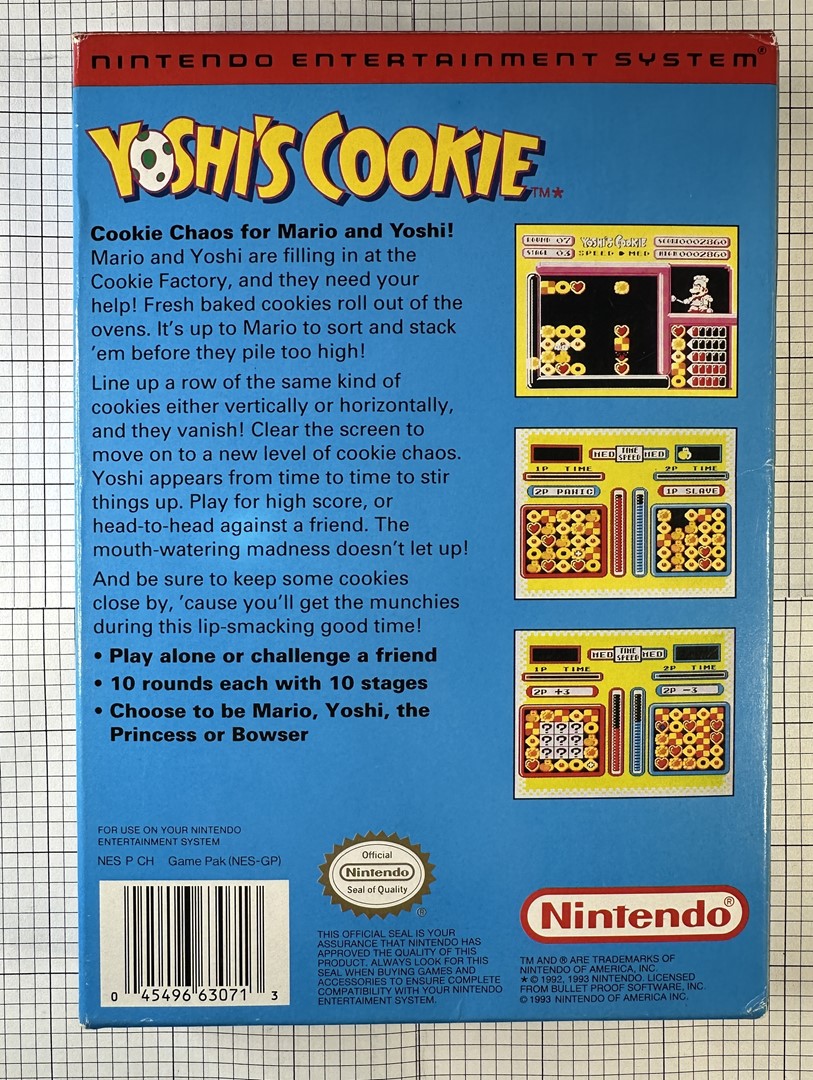 NINTENDO ENTERTAINMENT SYSTEM®
YOSHI'S COOKIE™*
Cookie Chaos for Mario and Yoshi!
Mario and Yoshi are filling in at the
Cookie Factory, and they need your
help! Fresh baked cookies roll out of the
ovens. It's up to Mario to sort and stack
'em before they pile too high!
Line up a row of the same kind of
cookies either vertically or horizontally,
and they vanish! Clear the screen to
move on to a new level of cookie chaos.
Yoshi appears from time to time to stir
things up. Play for high score, or
head-to-head against a friend. The
mouth-watering madness doesn't let up!
And be sure to keep some cookies
close by, 'cause you'll get the munchies
during this lip-smacking good time!
• Play alone or challenge a friend
• 10 rounds each with 10 stages
• Choose to be Mario, Yoshi, the
Princess or Bowser
ROUND 07 YOSHI'S COOKIE SCORE0002860
STAGE 03 SPEED ▶ MED HIGH0002860
MED TIME SPEED MED
1P TIME 2P TIME
2P PANIC 1P SLAVE
MED TIME SPEED MED
1P TIME 2P TIME
2P +3 2P -3
? ? ?
? ? ?
? ? ?
FOR USE ON YOUR NINTENDO
ENTERTAINMENT SYSTEM
NES P CH Game Pak (NES-GP)
0 45496 63071 3
Official
Nintendo
Seal of Quality
®
THIS OFFICIAL SEAL IS YOUR
ASSURANCE THAT NINTENDO HAS
APPROVED THE QUALITY OF THIS
PRODUCT. ALWAYS LOOK FOR THIS
SEAL WHEN BUYING GAMES AND
ACCESSORIES TO ENSURE COMPLETE
COMPATIBILITY WITH YOUR NINTENDO
ENTERTAIMENT SYSTEM.
Nintendo®
TM AND ® ARE TRADEMARKS OF
NINTENDO OF AMERICA, INC.
* © 1992, 1993 NINTENDO. LICENSED
FROM BULLET PROOF SOFTWARE, INC.
© 1993 NINTENDO OF AMERICA INC.